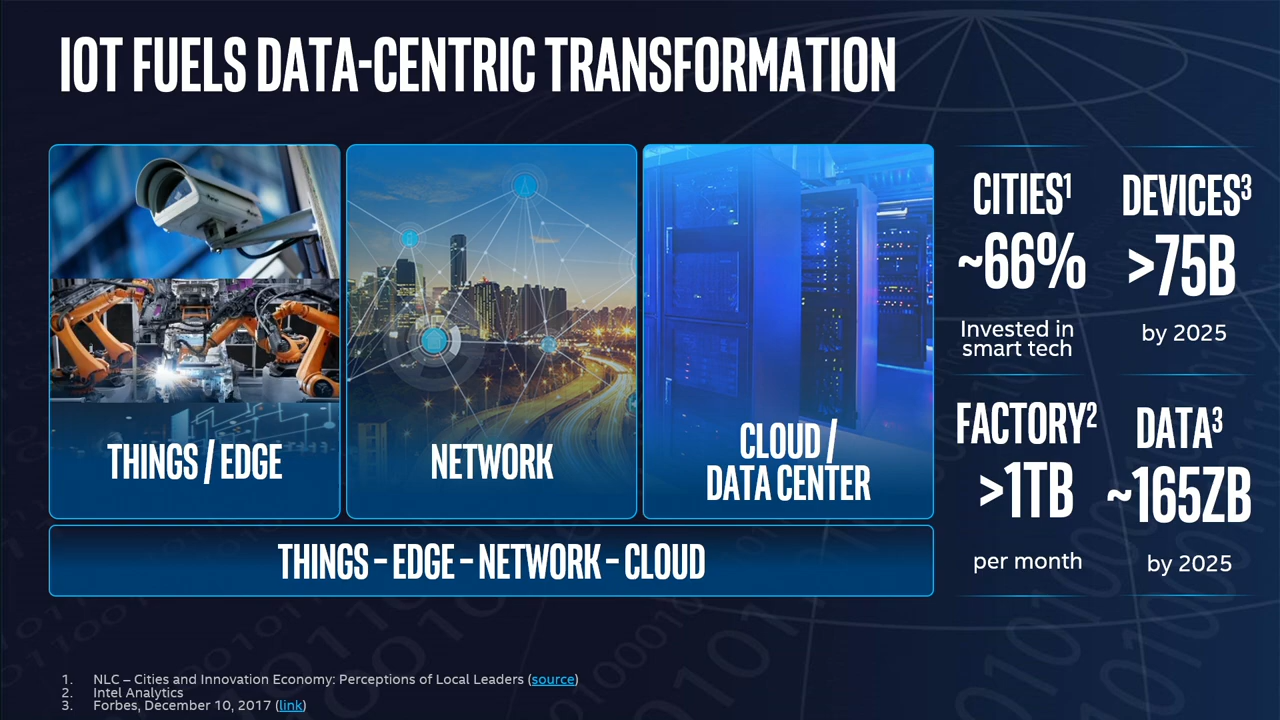 IOT FUELS DATA-CENTRIC TRANSFORMATION
THINGS / EDGE
NETWORK
CLOUD /
DATA CENTER
THINGS – EDGE – NETWORK – CLOUD
CITIES¹
~66%
Invested in
smart tech
DEVICES³
>75B
by 2025
FACTORY²
>1TB
per month
DATA³
~165ZB
by 2025
1. NLC – Cities and Innovation Economy: Perceptions of Local Leaders (source)
2. Intel Analytics
3. Forbes, December 10, 2017 (link)